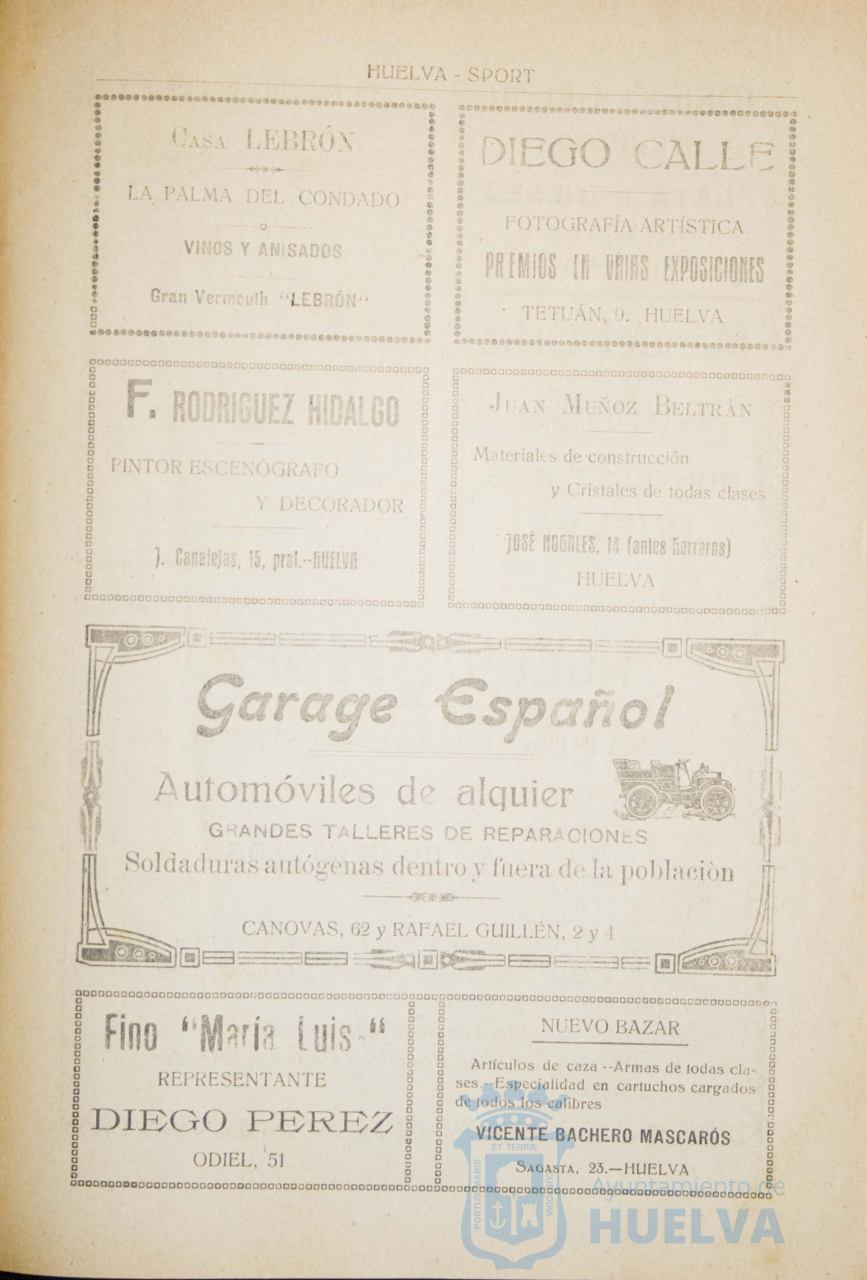 HUELVA - SPORT
CASA LEBRÓN
LA PALMA DEL CONDADO
VINOS Y ANISADOS
Gran Vermouth "LEBRÓN"
DIEGO CALLE
FOTOGRAFÍA ARTÍSTICA
PREMIOS EN VARIAS EXPOSICIONES
TETUÁN, 9. HUELVA
F. RODRIGUEZ HIDALGO
PINTOR ESCENÓGRAFO
Y DECORADOR
J. Canalejas, 15, pral.--HUELVA
JUAN MUÑOZ BELTRÁN
Materiales de construcción
y Cristales de todas clases
JOSÉ NOGALES, 14 (antes Herreros)
HUELVA
Garage Español
Automóviles de alquier
GRANDES TALLERES DE REPARACIONES
Soldaduras autógenas dentro y fuera de la poblaciòn
CANOVAS, 62 y RAFAEL GUILLÉN, 2 y 4
Fino "María Luis
REPRESENTANTE
DIEGO PEREZ
ODIEL, 51
NUEVO BAZAR
Artículos de caza --Armas de todas cla-
ses.-Especialidad en cartuchos cargados
de todos los calibres
VICENTE BACHERO MASCARÓS
SAGASTA, 23.—HUELVA
ET TERRÆ
PORTUS MARIS
CUSTODIA
Ayuntamiento de
HUELVA